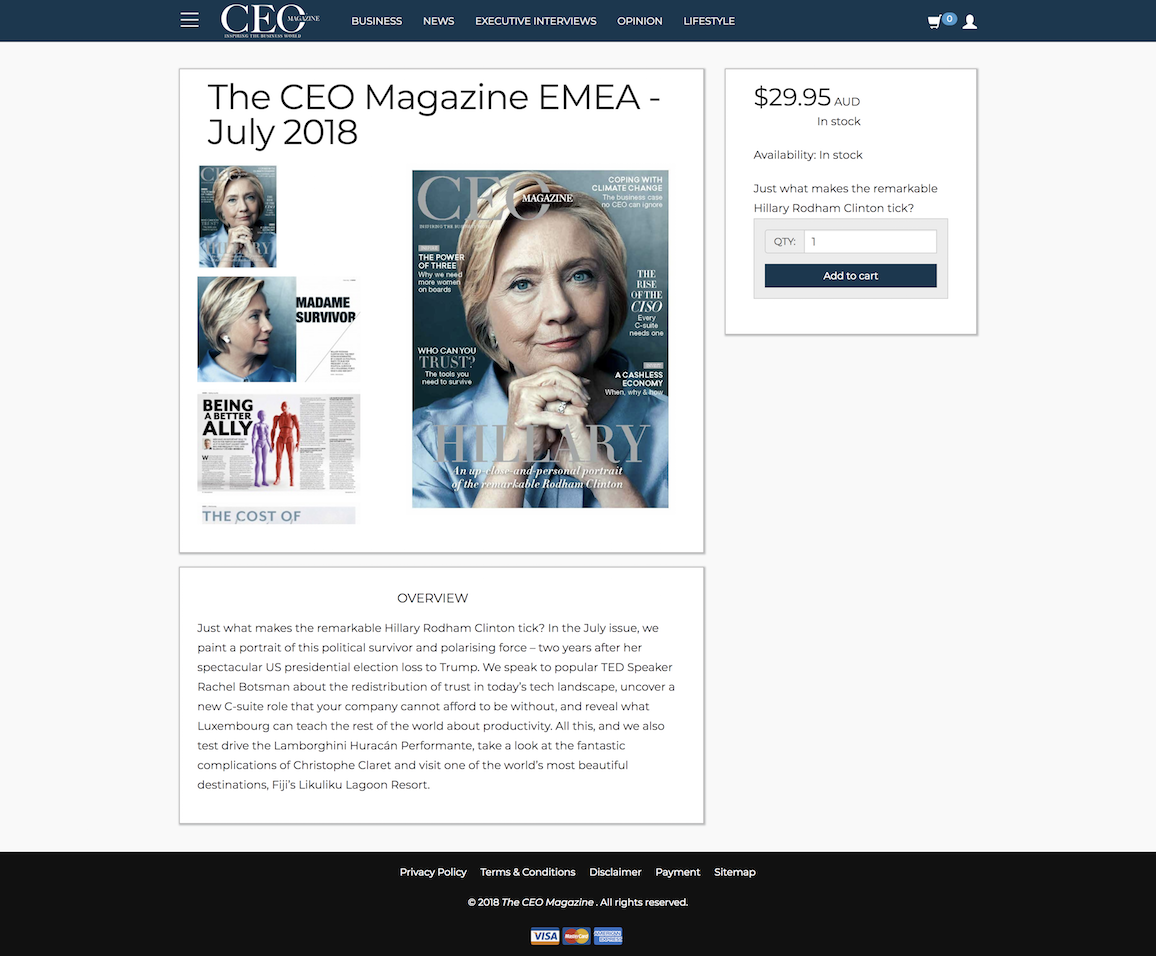 CEO MAGAZINE
INSPIRING THE BUSINESS WORLD
BUSINESS
NEWS
EXECUTIVE INTERVIEWS
OPINION
LIFESTYLE
0
The CEO Magazine EMEA -
July 2018
CEO
HILLARY
MADAME
SURVIVOR
BEING
A BETTER
ALLY
THE COST OF
CEO
MAGAZINE
COPING WITH
CLIMATE CHANGE
The business case
no CEO can ignore
THE POWER
OF THREE
Why we need
more women
on boards
THE
RISE
OF THE
CISO
Every
C-suite
needs one
WHO CAN YOU
TRUST?
The tools you
need to survive
A CASHLESS
ECONOMY
When, why & how
HILLARY
An up-close-and-personal portrait
of the remarkable Rodham Clinton
$29.95 AUD
In stock
Availability: In stock
Just what makes the remarkable
Hillary Rodham Clinton tick?
QTY: 1
Add to cart
OVERVIEW
Just what makes the remarkable Hillary Rodham Clinton tick? In the July issue, we
paint a portrait of this political survivor and polarising force – two years after her
spectacular US presidential election loss to Trump. We speak to popular TED Speaker
Rachel Botsman about the redistribution of trust in today's tech landscape, uncover a
new C-suite role that your company cannot afford to be without, and reveal what
Luxembourg can teach the rest of the world about productivity. All this, and we also
test drive the Lamborghini Huracán Performante, take a look at the fantastic
complications of Christophe Claret and visit one of the world's most beautiful
destinations, Fiji's Likuliku Lagoon Resort.
Privacy Policy
Terms & Conditions
Disclaimer
Payment
Sitemap
© 2018 The CEO Magazine . All rights reserved.
VISA
MasterCard
AMERICAN
EXPRESS